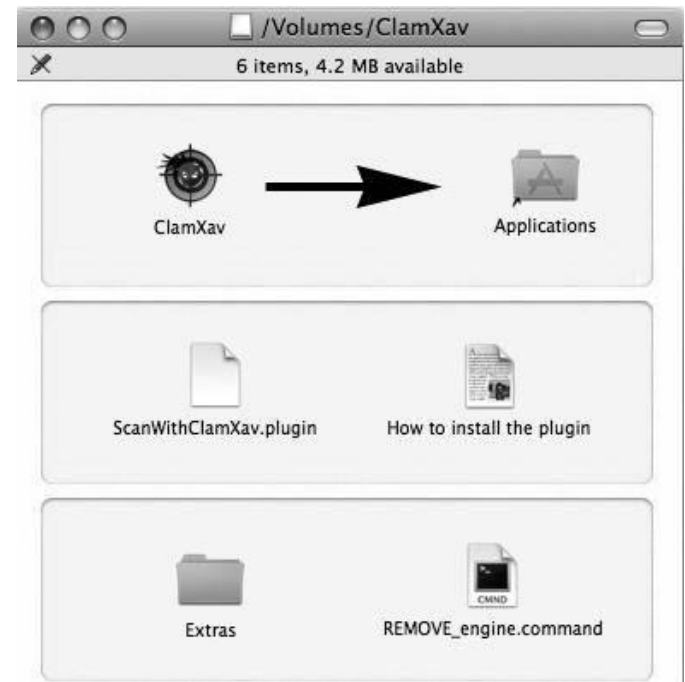 /Volumes/ClamXav
6 items, 4.2 MB available
ClamXav
Applications
ScanWithClamXav.plugin
How to install the plugin
Extras
CMND
REMOVE_engine.command